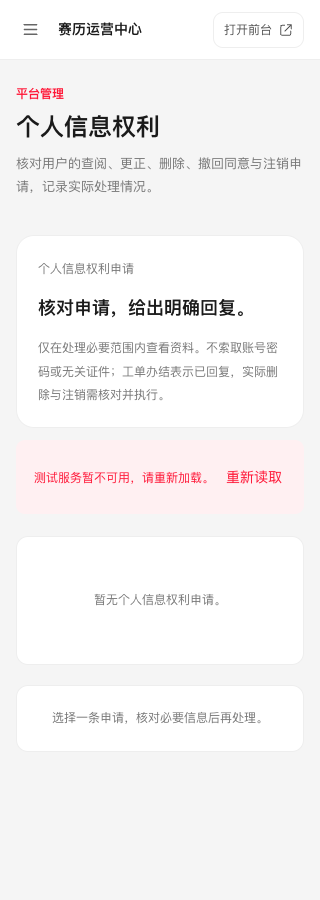 赛历运营中心
打开前台
平台管理
个人信息权利
核对用户的查阅、更正、删除、撤回同意与注销申
请，记录实际处理情况。
个人信息权利申请
核对申请，给出明确回复。
仅在处理必要范围内查看资料。不索取账号密
码或无关证件；工单办结表示已回复，实际删
除与注销需核对并执行。
测试服务暂不可用，请重新加载。 重新读取
暂无个人信息权利申请。
选择一条申请，核对必要信息后再处理。